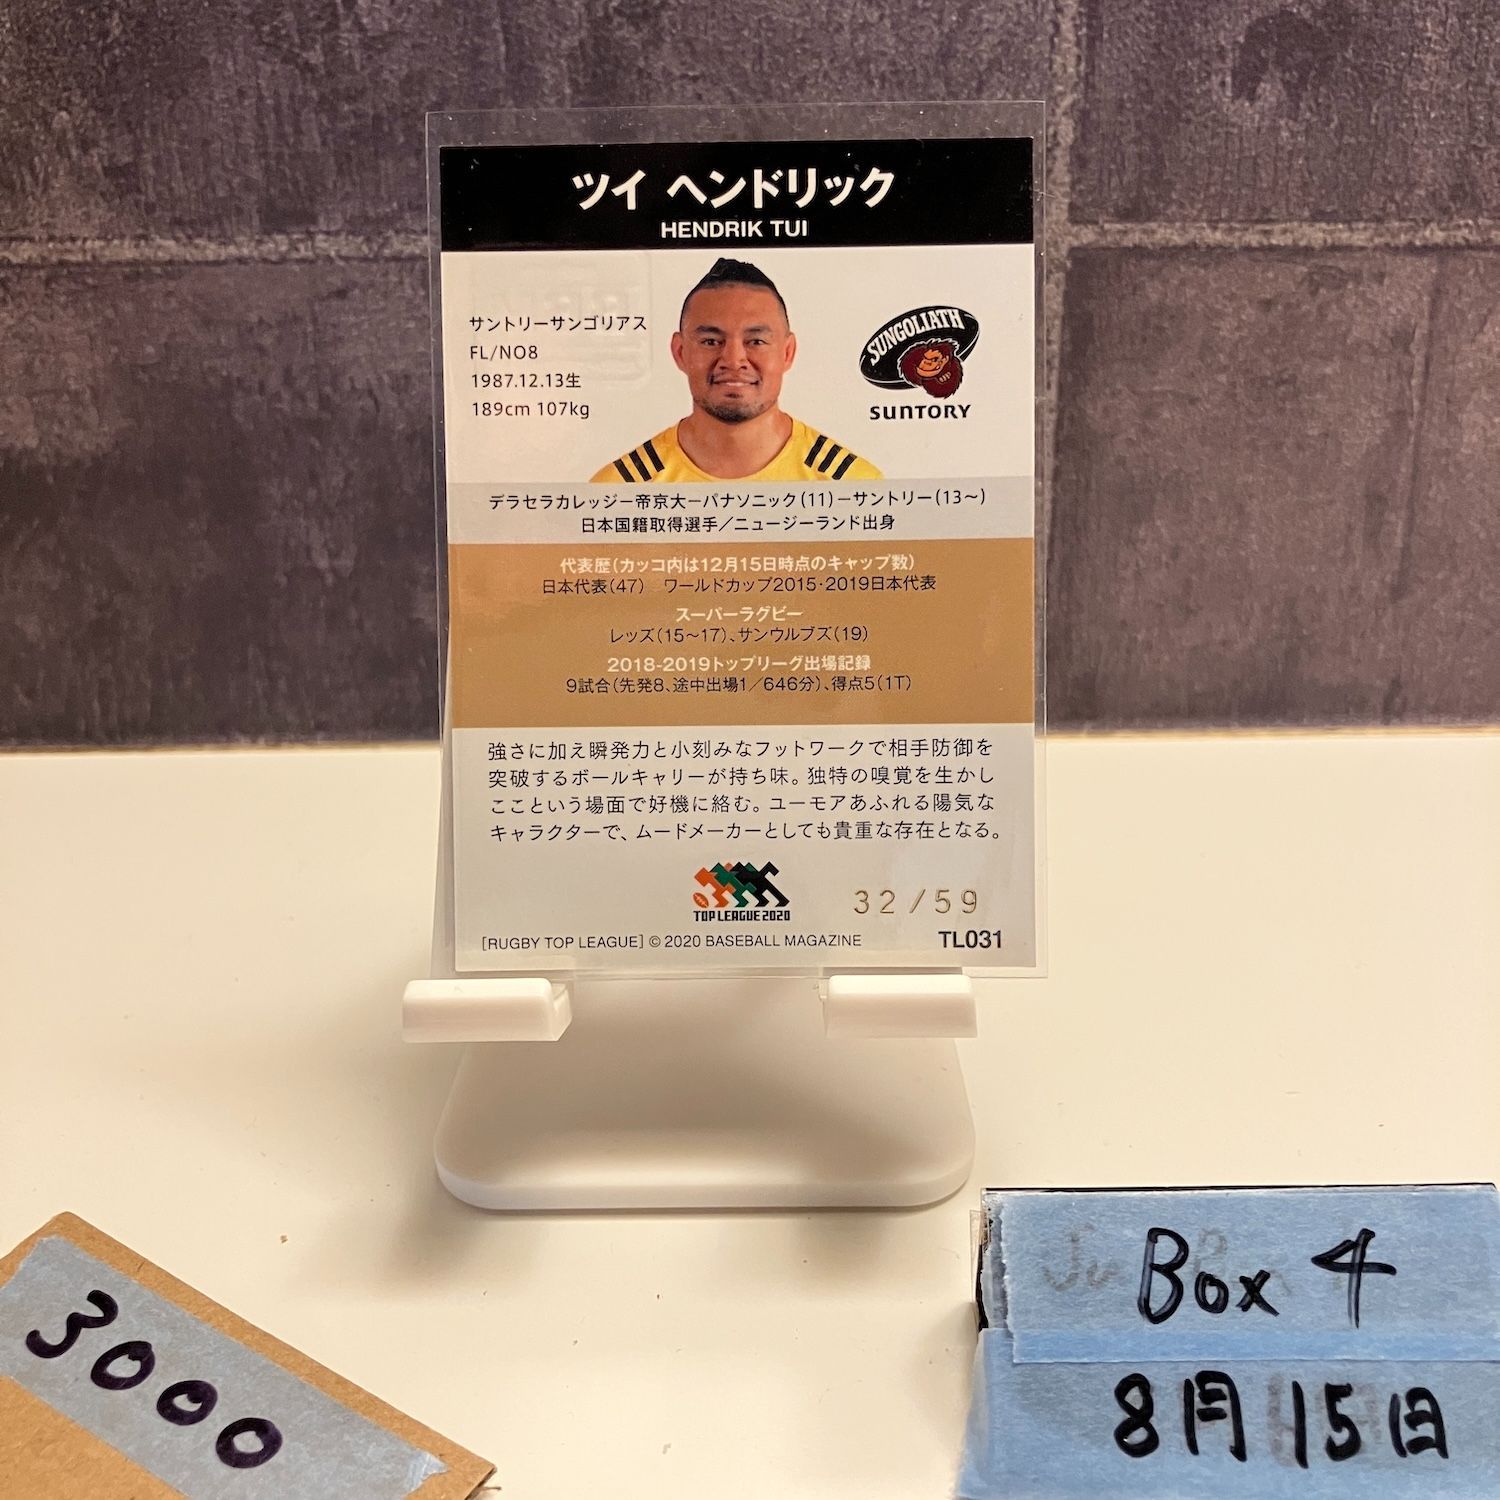 ツイ ヘンドリック
HENDRIK TUI
サントリーサンゴリアス
FL/NO8
1987.12.13生
189cm 107kg
SUNGOLIATH
SUNTORY
デラセラカレッジー帝京大ーパナソニック(11)ーサントリー(13〜)
日本国籍取得選手／ニュージーランド出身
代表歴(カッコ内は12月15日時点のキャップ数)
日本代表(47) ワールドカップ2015・2019日本代表
スーパーラグビー
レッズ(15〜17)、サンウルブズ(19)
2018-2019トップリーグ出場記録
9試合(先発8、途中出場1／646分)、得点5(1T)
強さに加え瞬発力と小刻みなフットワークで相手防御を
突破するボールキャリーが持ち味。独特の嗅覚を生かし
ここという場面で好機に絡む。ユーモアあふれる陽気な
キャラクターで、ムードメーカーとしても貴重な存在となる。
TOP LEAGUE 2020
32/59
[RUGBY TOP LEAGUE] © 2020 BASEBALL MAGAZINE
TL031
3000
Box 4
8月15日